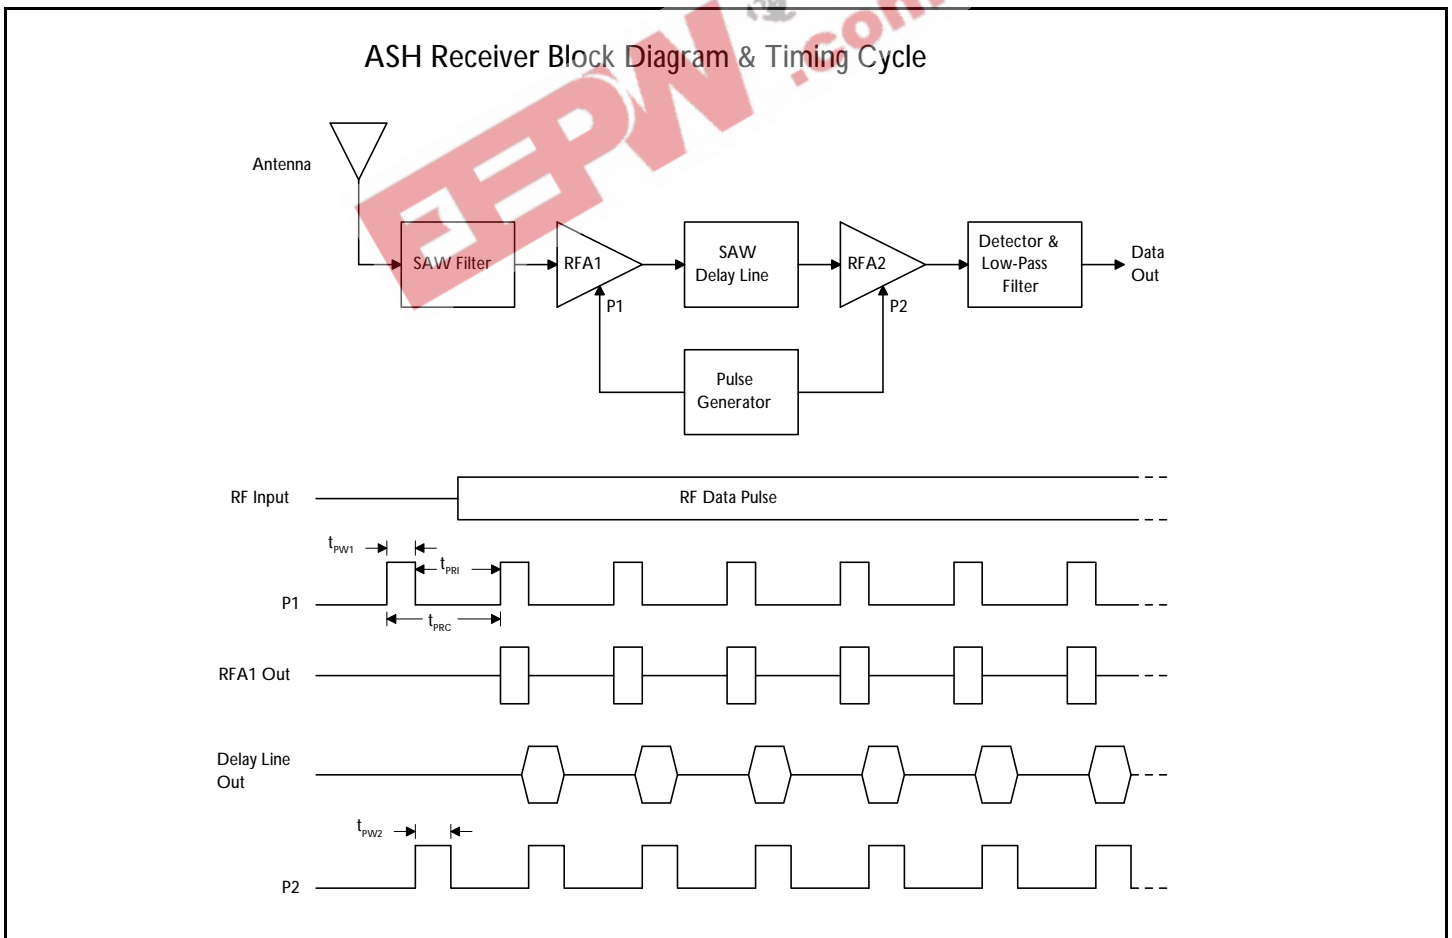 ASH Receiver Block Diagram & Timing Cycle
EEPW
.com
Antenna
SAW Filter
RFA1
SAW
Delay Line
RFA2
Detector &
Low-Pass
Filter
Data
Out
P1
P2
Pulse
Generator
RF Input
RF Data Pulse
tPW1
tPRI
P1
tPRC
RFA1 Out
Delay Line
Out
tPW2
P2